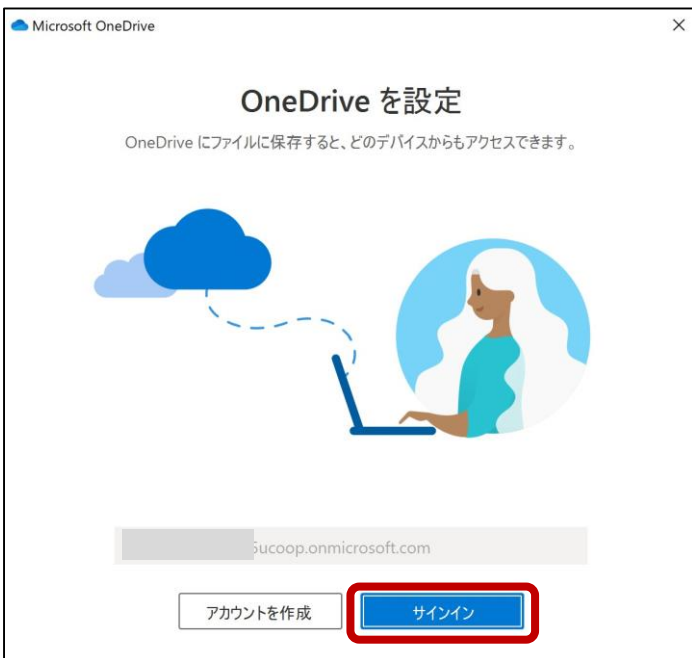 Microsoft OneDrive
OneDrive を設定
OneDrive にファイルに保存すると、どのデバイスからもアクセスできます。
ucoop.onmicrosoft.com
アカウントを作成
サインイン